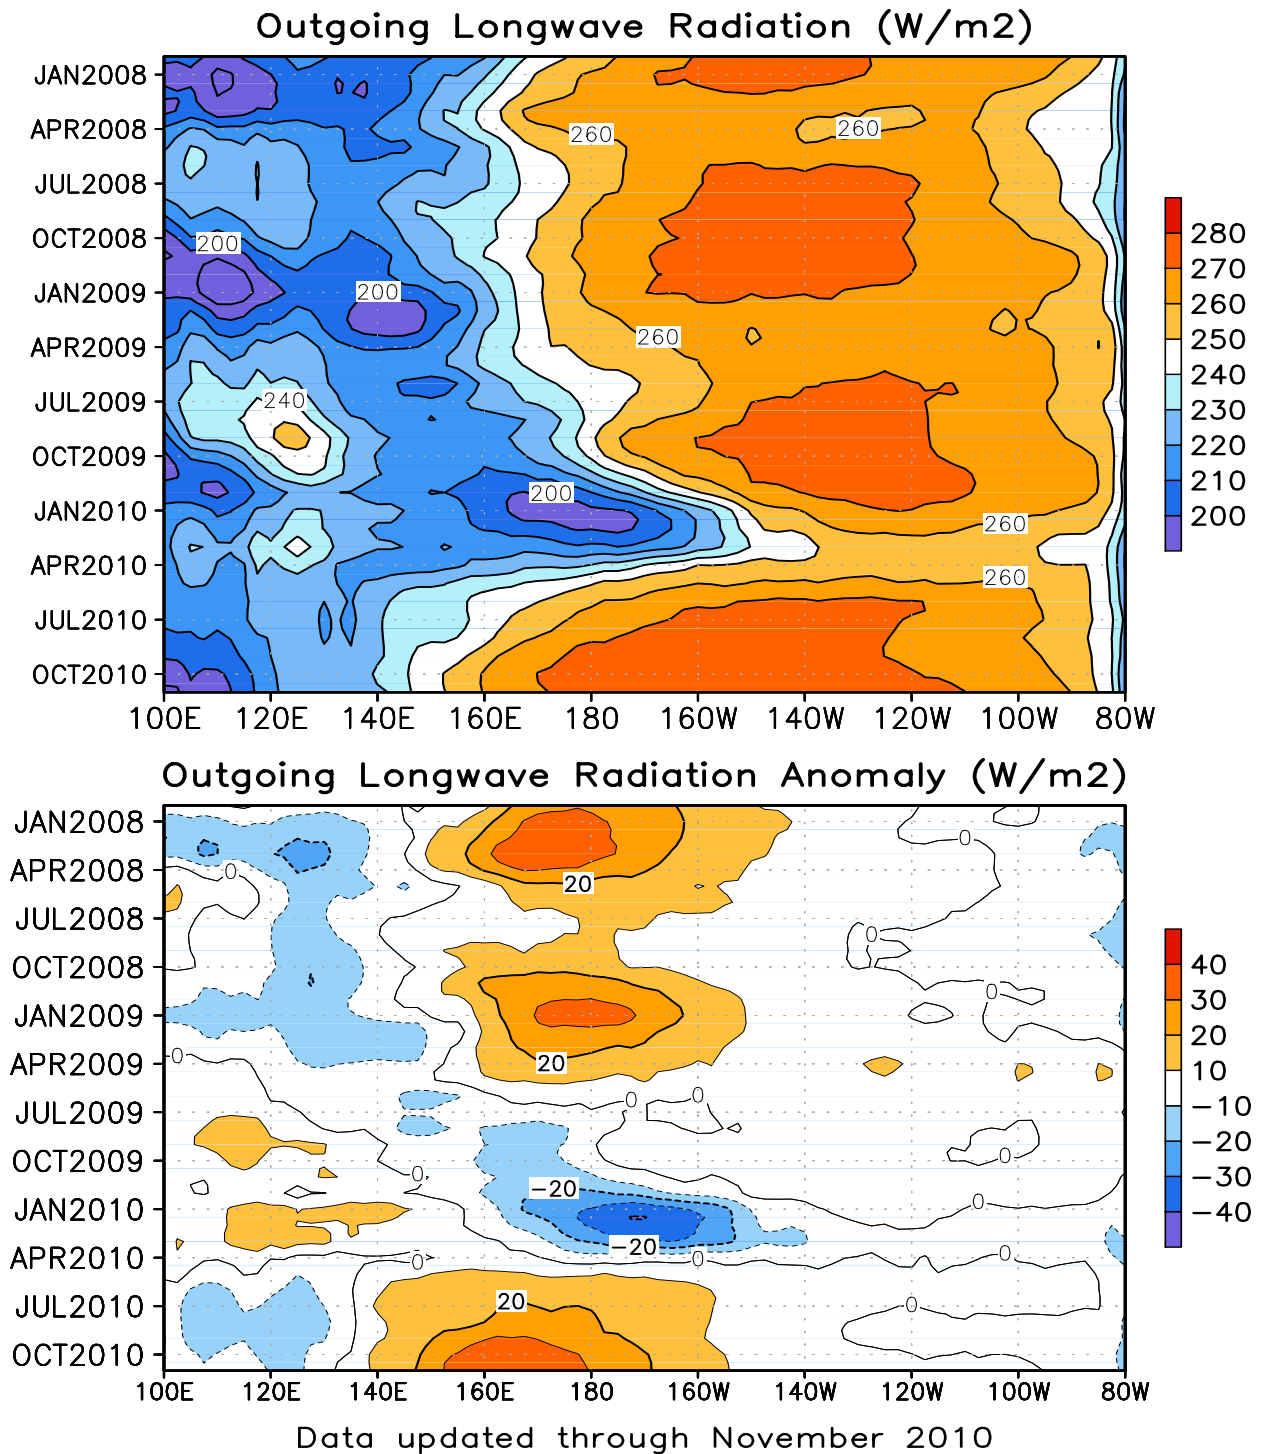 Outgoing Longwave Radiation (W/m2)
JAN2008
APR2008
JUL2008
OCT2008
JAN2009
APR2009
JUL2009
OCT2009
JAN2010
APR2010
JUL2010
OCT2010
260
260
200
200
260
240
200
260
260
100E 120E 140E 160E 180 160W 140W 120W 100W 80W
280
270
260
250
240
230
220
210
200
Outgoing Longwave Radiation Anomaly (W/m2)
JAN2008
APR2008
JUL2008
OCT2008
JAN2009
APR2009
JUL2009
OCT2009
JAN2010
APR2010
JUL2010
OCT2010
0
0
20
0
0
20
0
0
0
0
0
-20
0
-20
0
0
0
20
0
100E 120E 140E 160E 180 160W 140W 120W 100W 80W
40
30
20
10
-10
-20
-30
-40
Data updated through November 2010